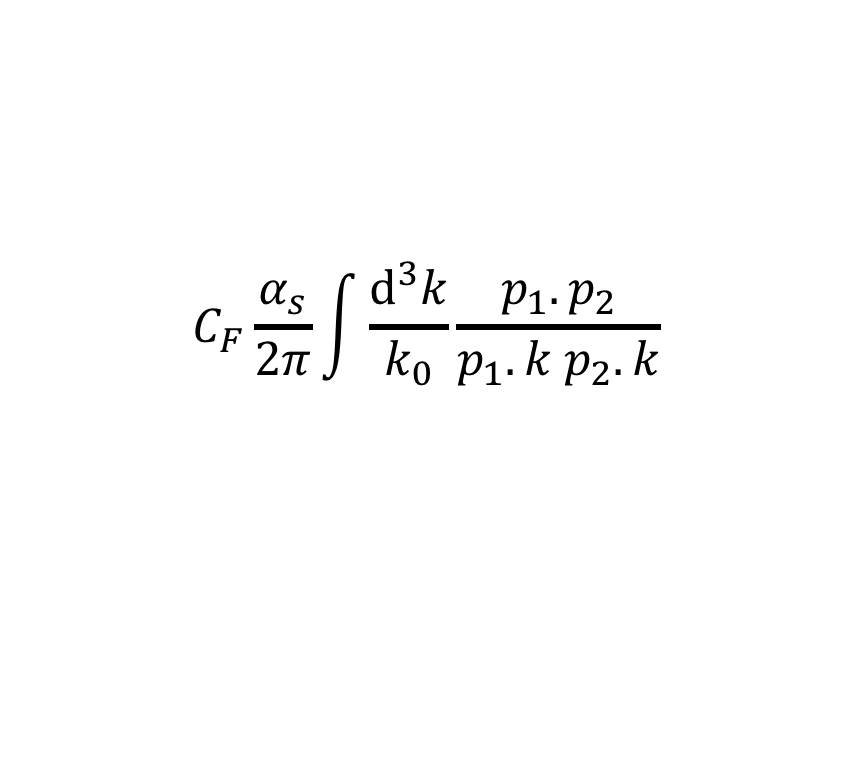 C_F \frac{\alpha_s}{2\pi} \int \frac{\mathrm{d}^3 k}{k_0} \frac{p_1 . p_2}{p_1 . k \; p_2 . k}